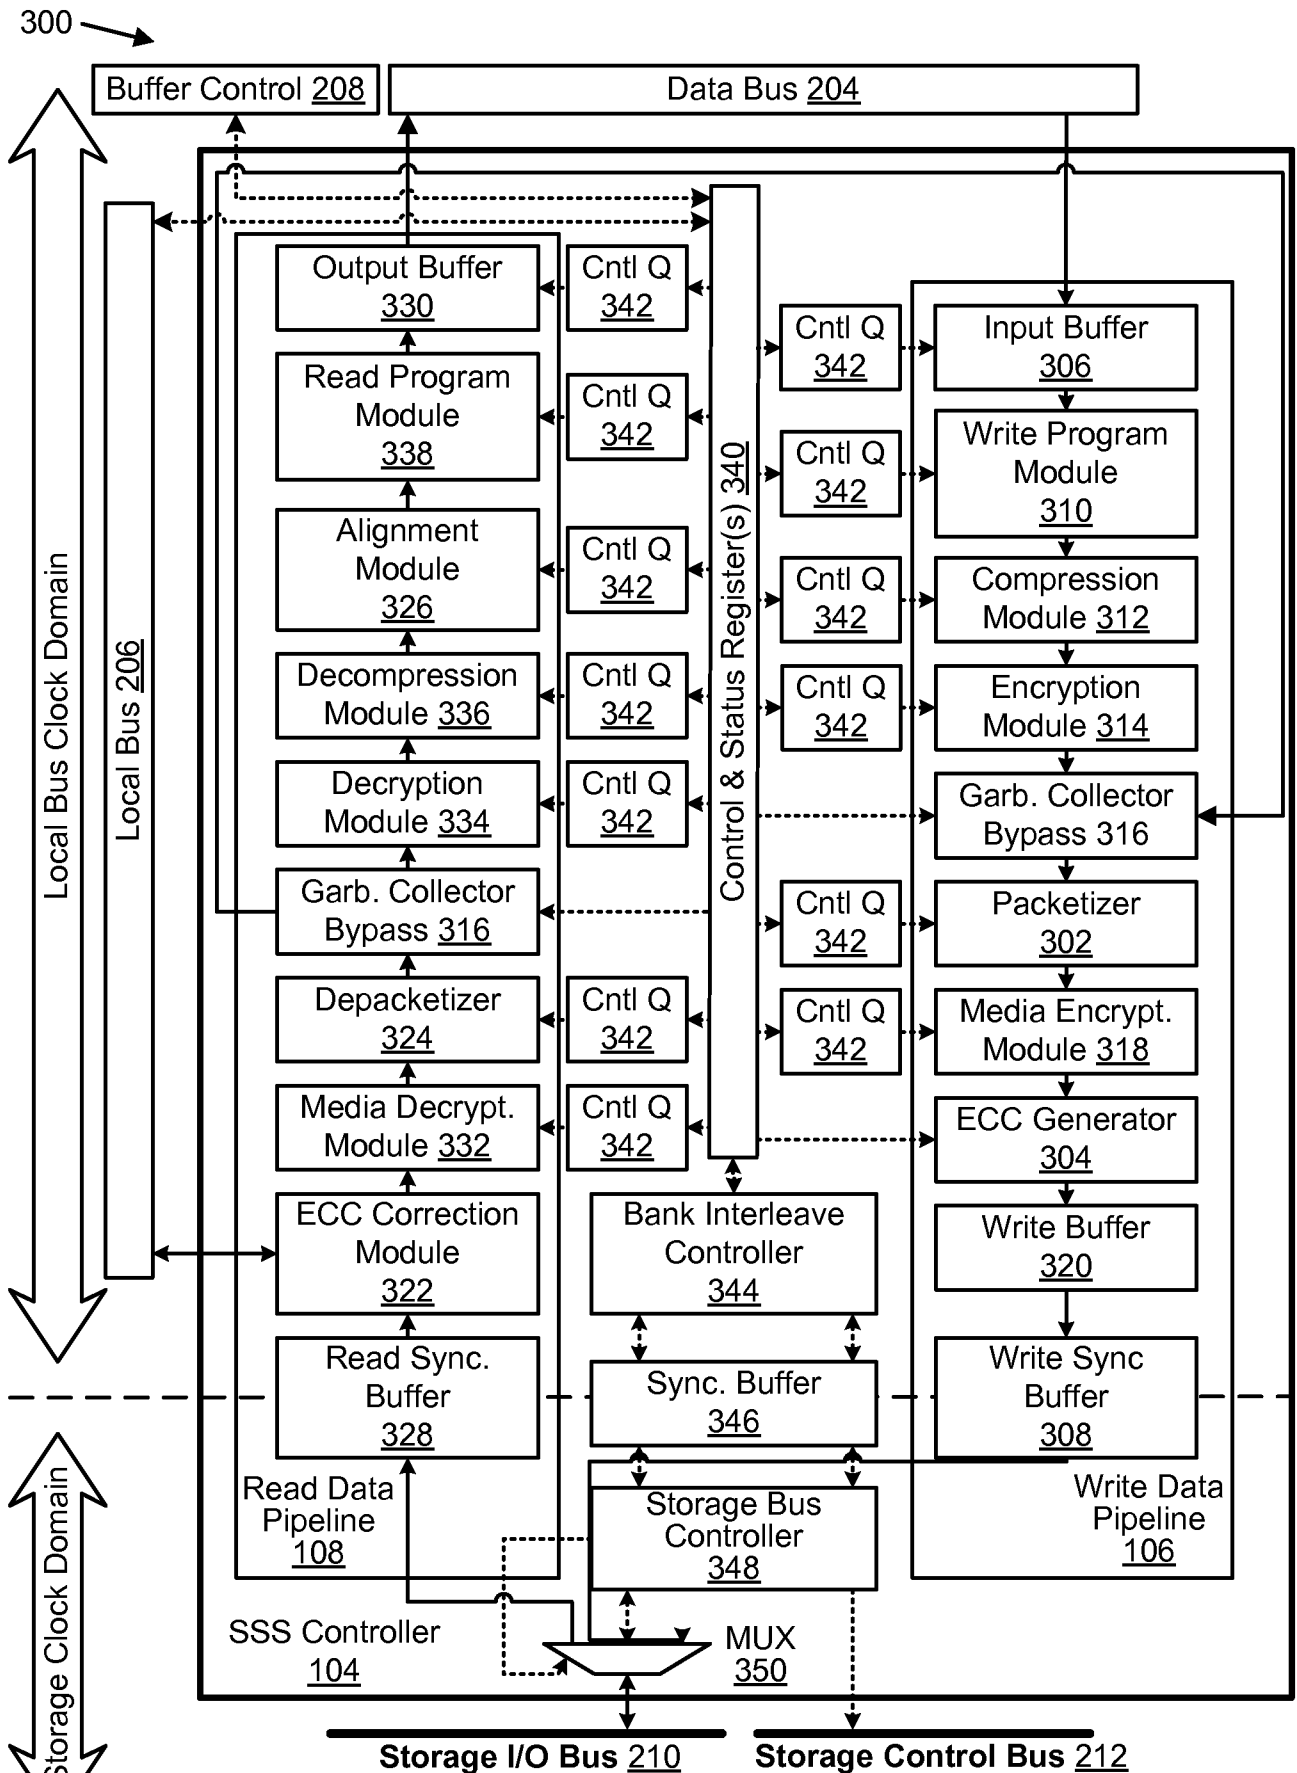 300
Buffer Control 208
Data Bus 204
Local Bus Clock Domain
Local Bus 206
Output Buffer
330
Cntl Q
342
Read Program
Module
338
Cntl Q
342
Alignment
Module
326
Cntl Q
342
Decompression
Module 336
Cntl Q
342
Decryption
Module 334
Cntl Q
342
Garb. Collector
Bypass 316
Depacketizer
324
Cntl Q
342
Media Decrypt.
Module 332
Cntl Q
342
ECC Correction
Module
322
Read Sync.
Buffer
328
Read Data
Pipeline
108
Control & Status Register(s) 340
Cntl Q
342
Input Buffer
306
Cntl Q
342
Write Program
Module
310
Cntl Q
342
Compression
Module 312
Cntl Q
342
Encryption
Module 314
Garb. Collector
Bypass 316
Cntl Q
342
Packetizer
302
Cntl Q
342
Media Encrypt.
Module 318
ECC Generator
304
Write Buffer
320
Write Sync
Buffer
308
Write Data
Pipeline
106
Bank Interleave
Controller
344
Sync. Buffer
346
Storage Bus
Controller
348
Storage Clock Domain
SSS Controller
104
MUX
350
Storage I/O Bus 210
Storage Control Bus 212